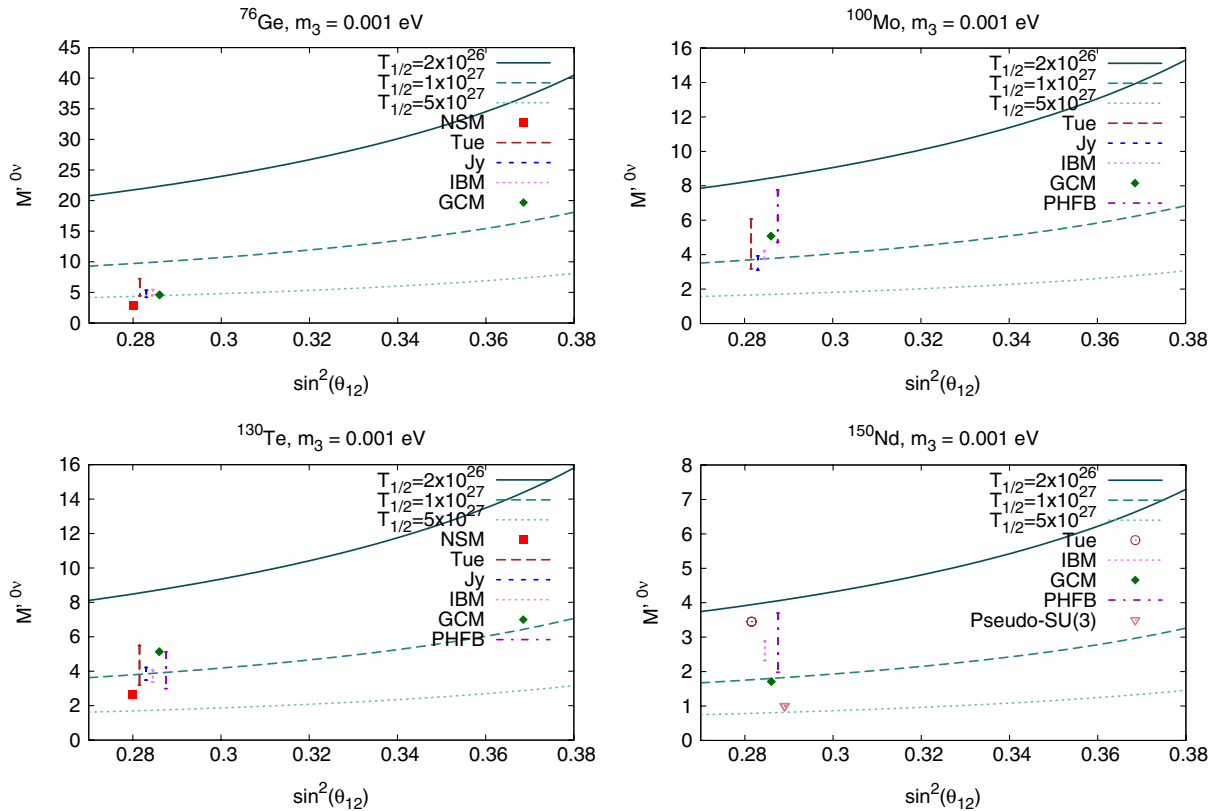 ⁷⁶Ge, m₃ = 0.001 eV
T₁/₂=2x10²⁶
T₁/₂=1x10²⁷
T₁/₂=5x10²⁷
NSM
Tue
Jy
IBM
GCM
45
40
35
30
25
20
15
10
5
0
M'⁰ᵛ
0.28 0.3 0.32 0.34 0.36 0.38
sin²(θ₁₂)
¹⁰⁰Mo, m₃ = 0.001 eV
T₁/₂=2x10²⁶
T₁/₂=1x10²⁷
T₁/₂=5x10²⁷
Tue
Jy
IBM
GCM
PHFB
16
14
12
10
8
6
4
2
0
M'⁰ᵛ
0.28 0.3 0.32 0.34 0.36 0.38
sin²(θ₁₂)
¹³⁰Te, m₃ = 0.001 eV
T₁/₂=2x10²⁶
T₁/₂=1x10²⁷
T₁/₂=5x10²⁷
NSM
Tue
Jy
IBM
GCM
PHFB
16
14
12
10
8
6
4
2
0
M'⁰ᵛ
0.28 0.3 0.32 0.34 0.36 0.38
sin²(θ₁₂)
¹⁵⁰Nd, m₃ = 0.001 eV
T₁/₂=2x10²⁶
T₁/₂=1x10²⁷
T₁/₂=5x10²⁷
Tue
IBM
GCM
PHFB
Pseudo-SU(3)
8
7
6
5
4
3
2
1
0
M'⁰ᵛ
0.28 0.3 0.32 0.34 0.36 0.38
sin²(θ₁₂)